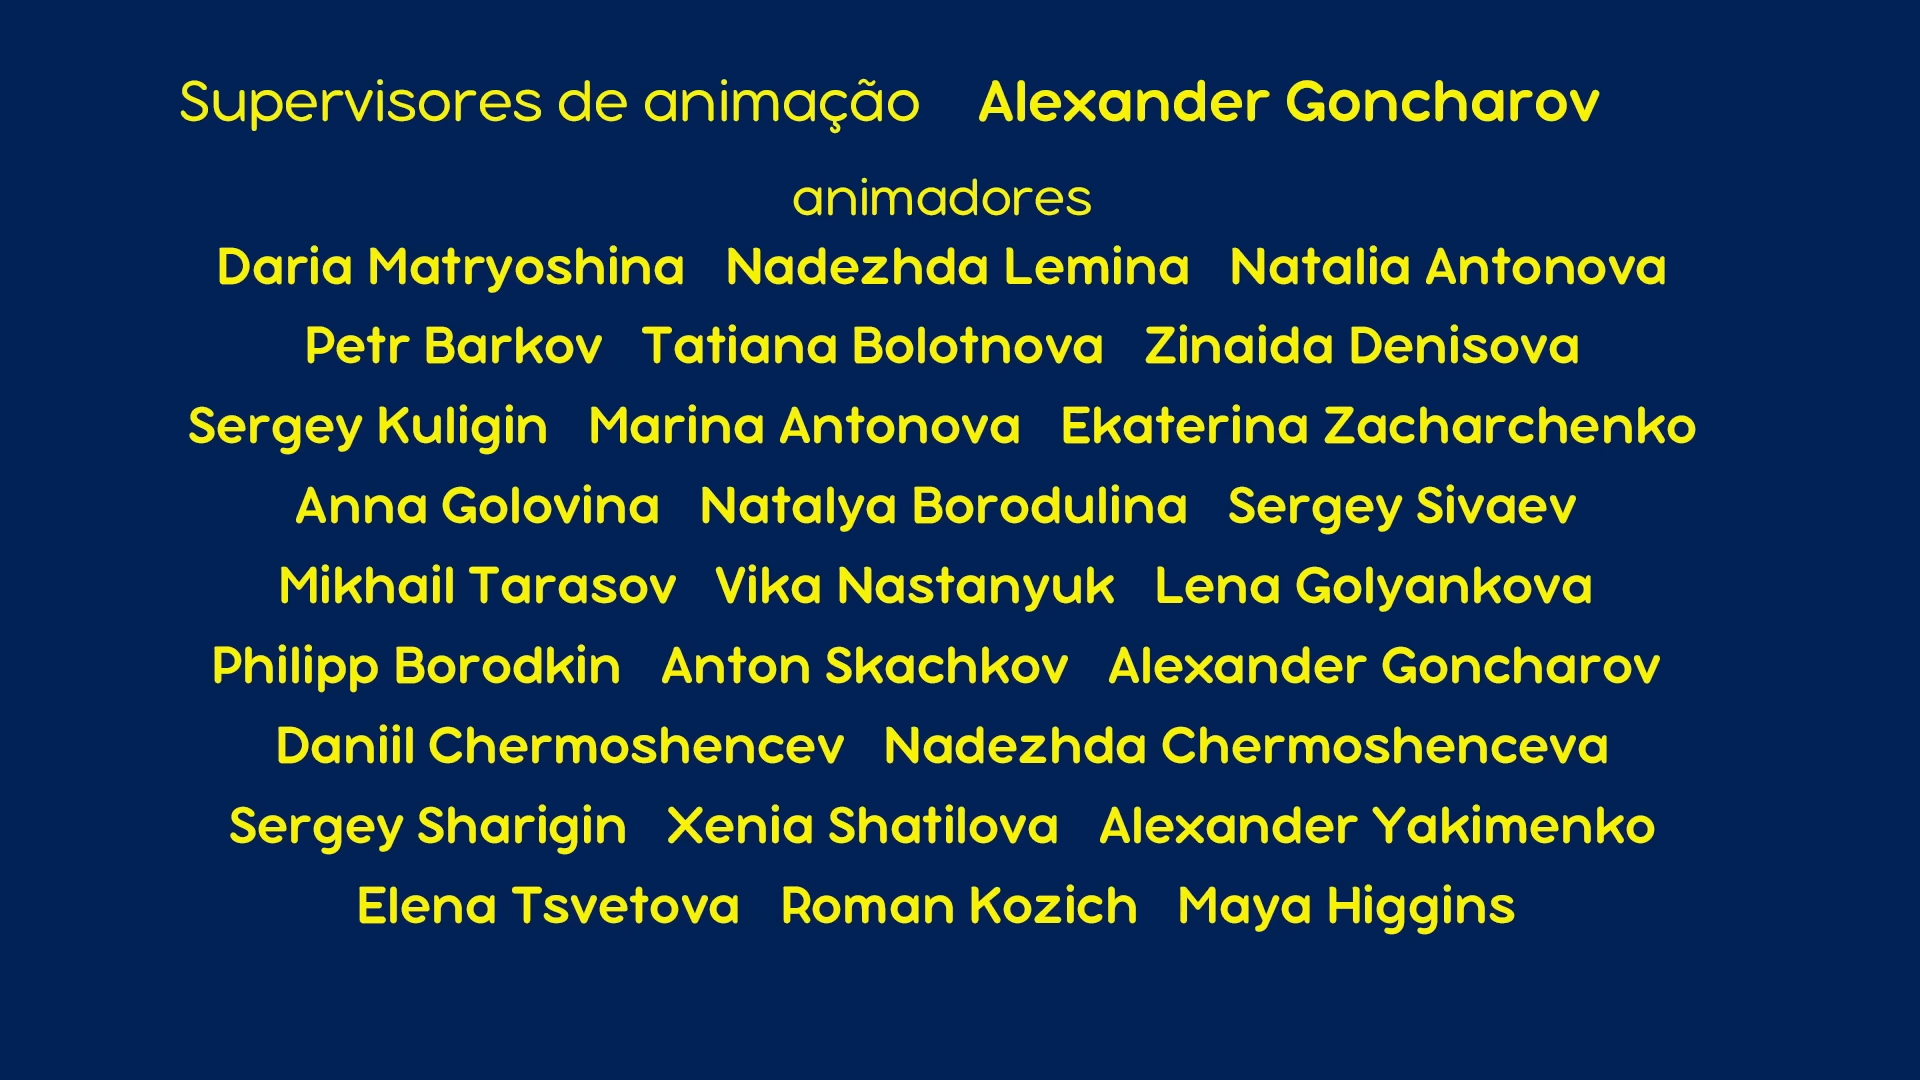 Supervisores de animação Alexander Goncharov
animadores
Daria Matryoshina Nadezhda Lemina Natalia Antonova
Petr Barkov Tatiana Bolotnova Zinaida Denisova
Sergey Kuligin Marina Antonova Ekaterina Zacharchenko
Anna Golovina Natalya Borodulina Sergey Sivaev
Mikhail Tarasov Vika Nastanyuk Lena Golyankova
Philipp Borodkin Anton Skachkov Alexander Goncharov
Daniil Chermoshencev Nadezhda Chermoshenceva
Sergey Sharigin Xenia Shatilova Alexander Yakimenko
Elena Tsvetova Roman Kozich Maya Higgins